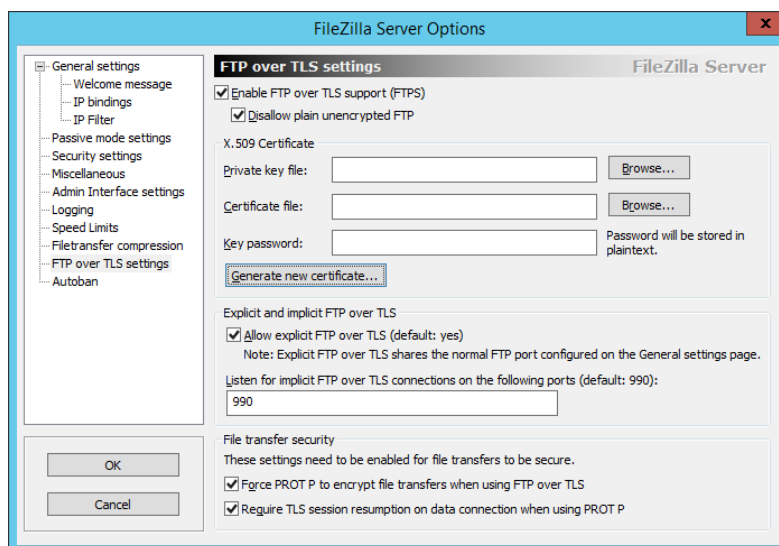 FileZilla Server Options
x
General settings
Welcome message
IP bindings
IP Filter
Passive mode settings
Security settings
Miscellaneous
Admin Interface settings
Logging
Speed Limits
Filetransfer compression
FTP over TLS settings
Autoban
OK
Cancel
FTP over TLS settings
FileZilla Server
Enable FTP over TLS support (FTPS)
Disallow plain unencrypted FTP
X.509 Certificate
Private key file:
Browse...
Certificate file:
Browse...
Key password:
Password will be stored in
plaintext.
Generate new certificate...
Explicit and implicit FTP over TLS
Allow explicit FTP over TLS (default: yes)
Note: Explicit FTP over TLS shares the normal FTP port configured on the General settings page.
Listen for implicit FTP over TLS connections on the following ports (default: 990):
990
File transfer security
These settings need to be enabled for file transfers to be secure.
Force PROT P to encrypt file transfers when using FTP over TLS
Require TLS session resumption on data connection when using PROT P